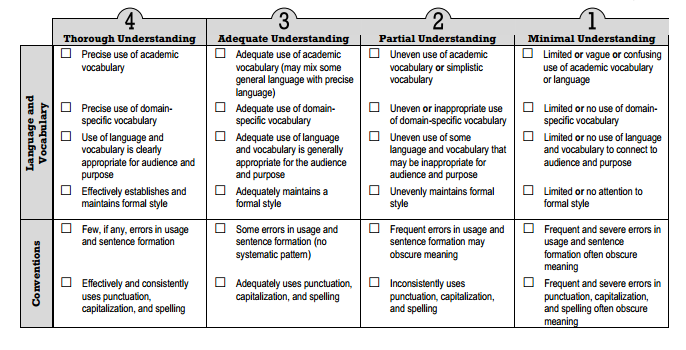 4
Thorough Understanding
3
Adequate Understanding
2
Partial Understanding
1
Minimal Understanding
Language and
Vocabulary
Precise use of academic
vocabulary
Adequate use of academic
vocabulary (may mix some
general language with precise
language)
Uneven use of academic
vocabulary or simplistic
vocabulary
Limited or vague or confusing
use of academic vocabulary
or language
Precise use of domain-
specific vocabulary
Adequate use of domain-
specific vocabulary
Uneven or inappropriate use
of domain-specific vocabulary
Limited or no use of domain-
specific vocabulary
Use of language and
vocabulary is clearly
appropriate for audience and
purpose
Adequate use of language
and vocabulary is generally
appropriate for the audience
and purpose
Uneven use of some
language and vocabulary that
may be inappropriate for
audience and purpose
Limited or no use of language
and vocabulary to connect to
audience and purpose
Effectively establishes and
maintains formal style
Adequately maintains a
formal style
Unevenly maintains formal
style
Limited or no attention to
formal style
Conventions
Few, if any, errors in usage
and sentence formation
Some errors in usage and
sentence formation (no
systematic pattern)
Frequent errors in usage and
sentence formation may
obscure meaning
Frequent and severe errors in
usage and sentence
formation often obscure
meaning
Effectively and consistently
uses punctuation,
capitalization, and spelling
Adequately uses punctuation,
capitalization, and spelling
Inconsistently uses
punctuation, capitalization,
and spelling
Frequent and severe errors in
punctuation, capitalization,
and spelling often obscure
meaning